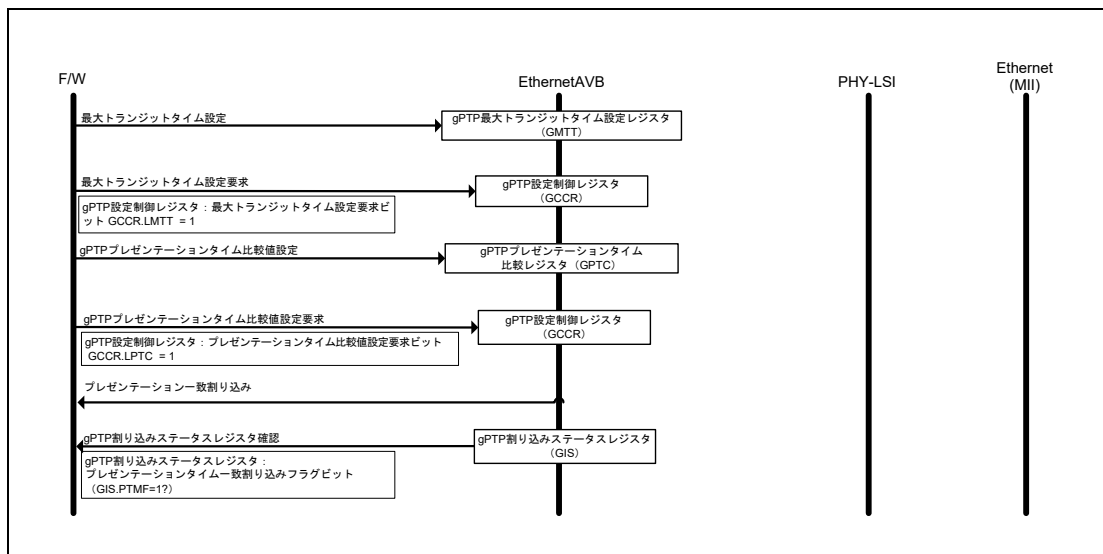 F/W
EthernetAVB
PHY-LSI
Ethernet
(MII)
最大トランジットタイム設定
gPTP最大トランジットタイム設定レジスタ
（GMTT）
最大トランジットタイム設定要求
gPTP設定制御レジスタ
（GCCR）
gPTP設定制御レジスタ：最大トランジットタイム設定要求ビ
ット GCCR.LMTT = 1
gPTPプレゼンテーションタイム比較値設定
gPTPプレゼンテーションタイム
比較レジスタ（GPTC）
gPTPプレゼンテーションタイム比較値設定要求
gPTP設定制御レジスタ
（GCCR）
gPTP設定制御レジスタ：プレゼンテーションタイム比較値設定要求ビット
GCCR.LPTC = 1
プレゼンテーション一致割り込み
gPTP割り込みステータスレジスタ確認
gPTP割り込みステータスレジスタ
（GIS）
gPTP割り込みステータスレジスタ：
プレゼンテーションタイム一致割り込みフラグビット
（GIS.PTMF=1?）